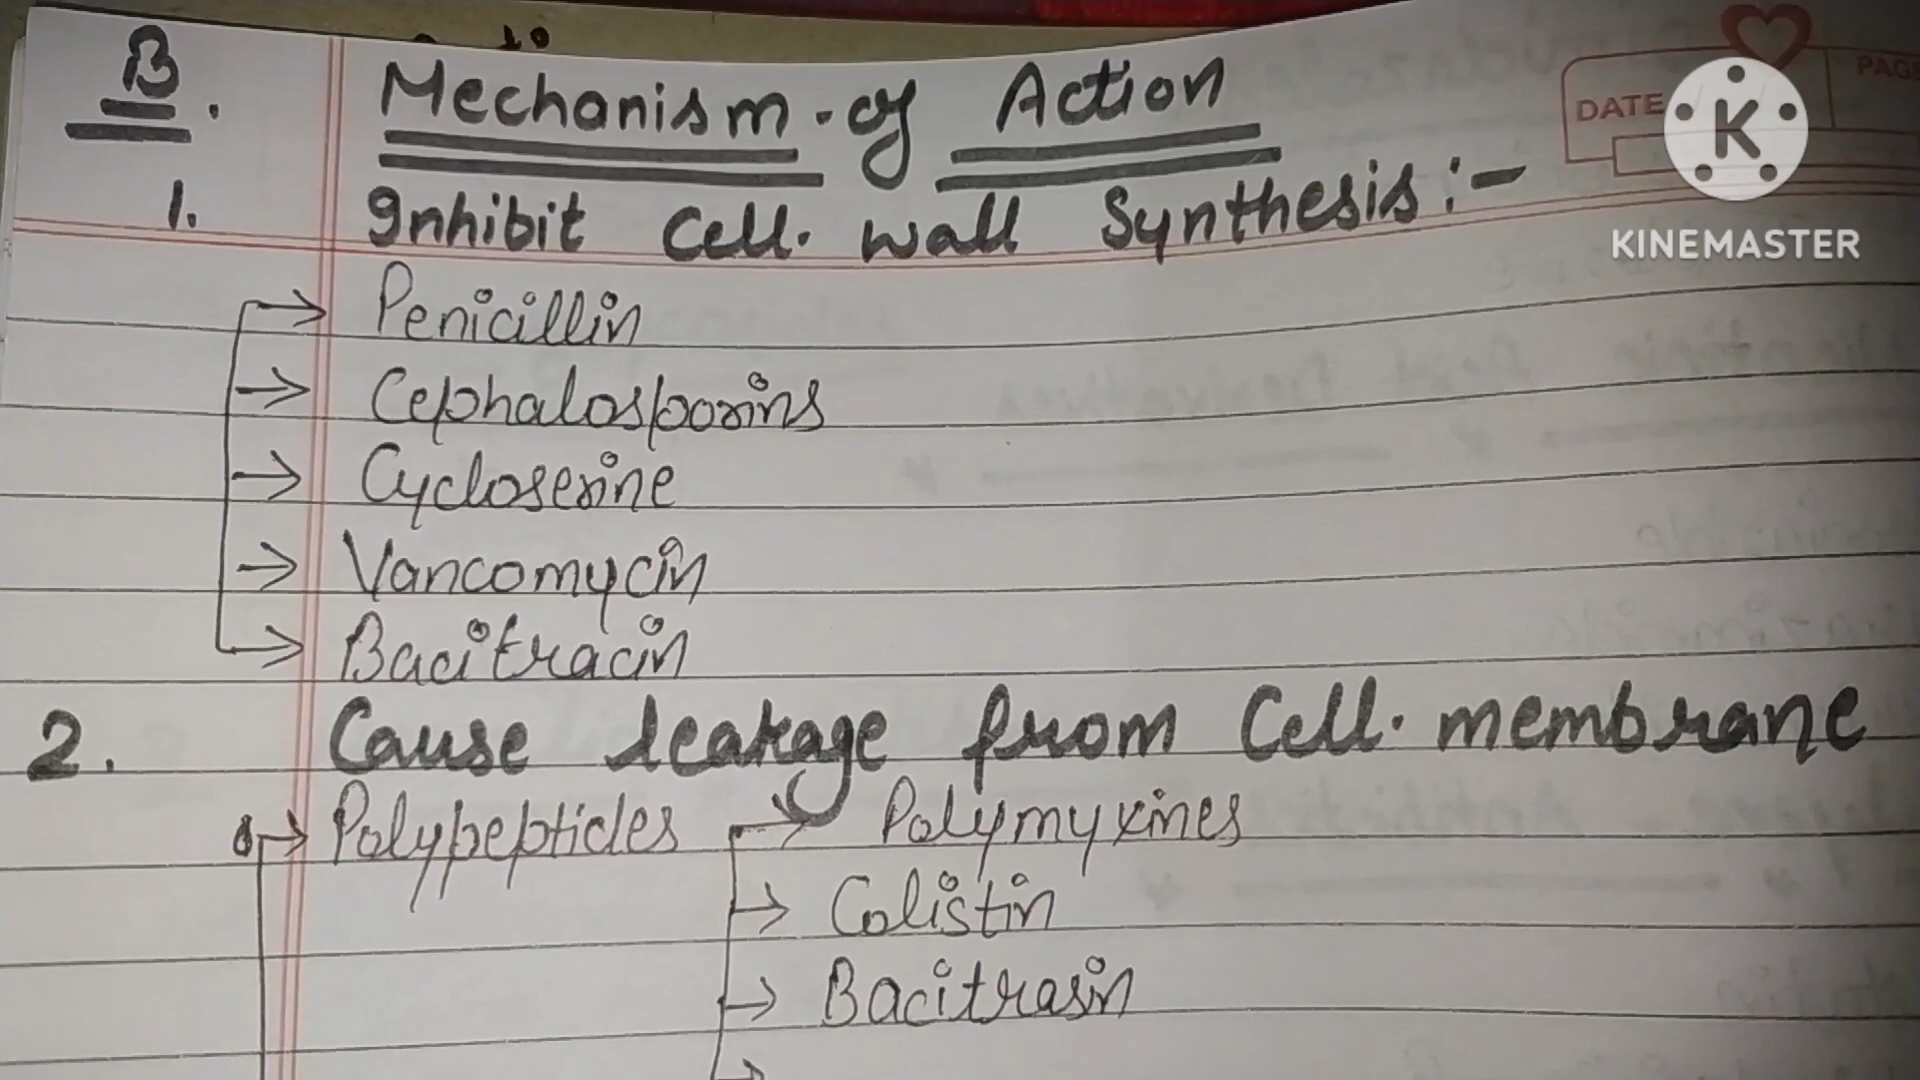 B. Mechanism of Action
DATE
PAGE
K
KINEMASTER
1. Inhibit Cell wall Synthesis:-
→ Penicillin
→ Cephalosporins
→ Cycloserine
→ Vancomycin
→ Bacitracin
2. Cause leakage from Cell membrane
→ Polypeptides → Polymyxines
→ Colistin
→ Bacitrasin